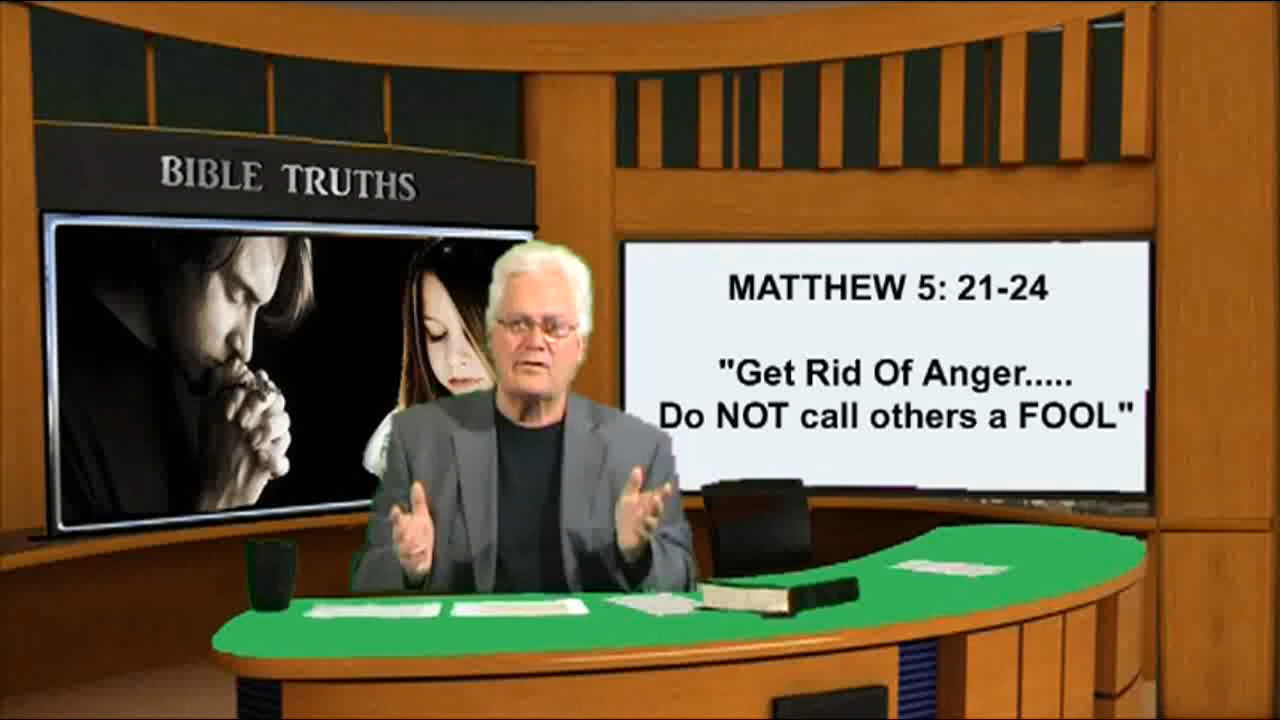 BIBLE TRUTHS
MATTHEW 5: 21-24
"Get Rid Of Anger.....
Do NOT call others a FOOL"